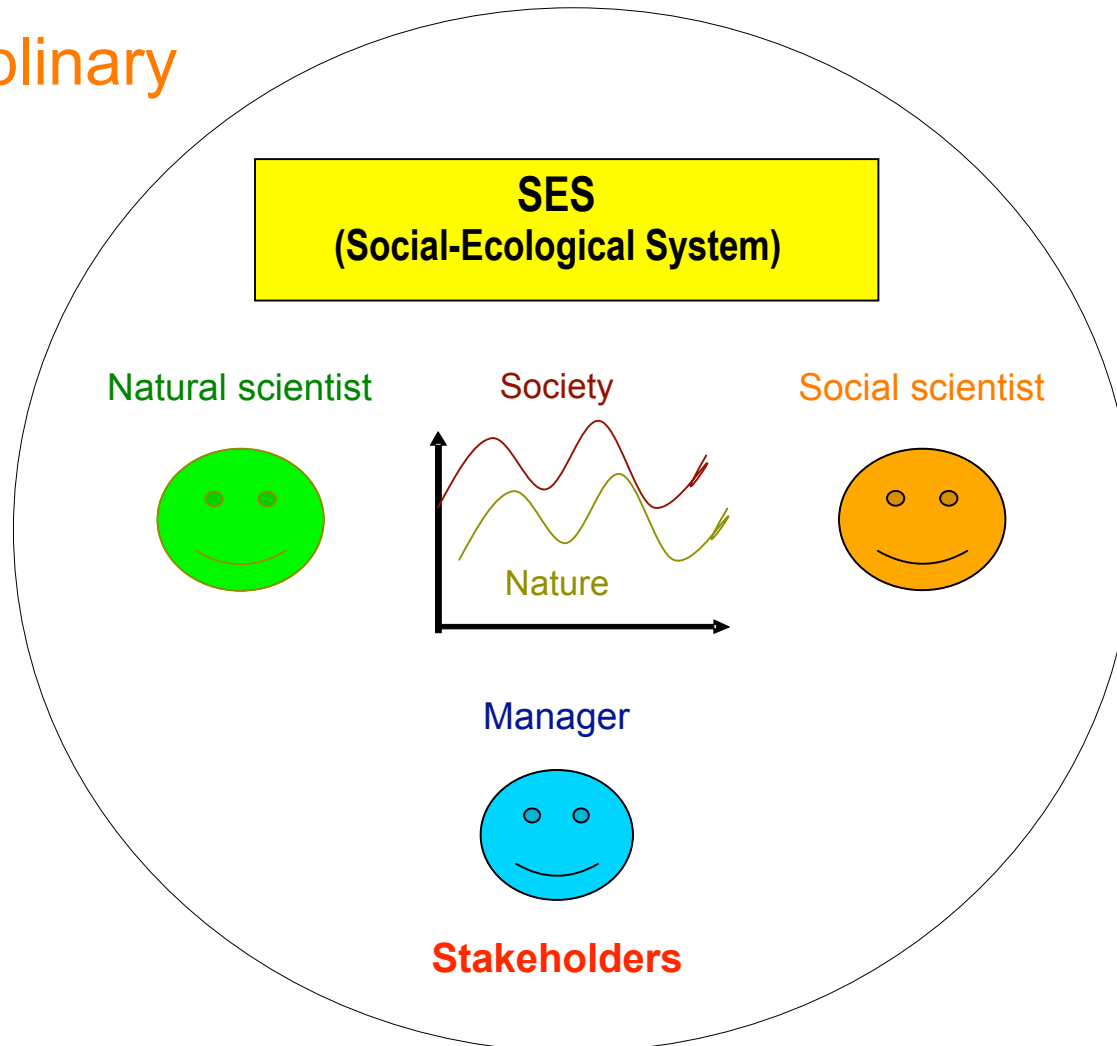 plinary
SES
(Social-Ecological System)
Natural scientist
Society
Social scientist
Nature
Manager
Stakeholders